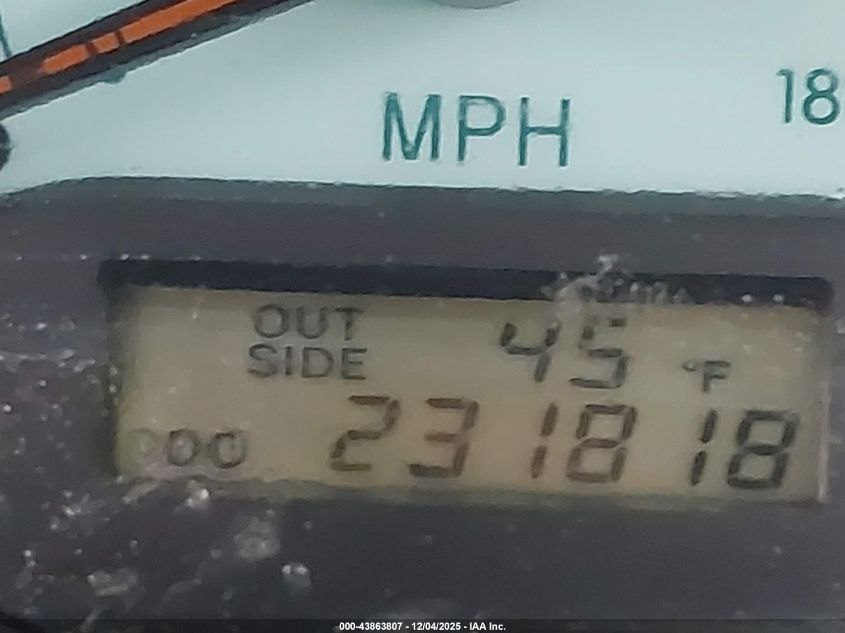 MPH
18
OUT
SIDE
45 °F
ODO 231818
000-43863807 - 12/04/2025 - IAA Inc.